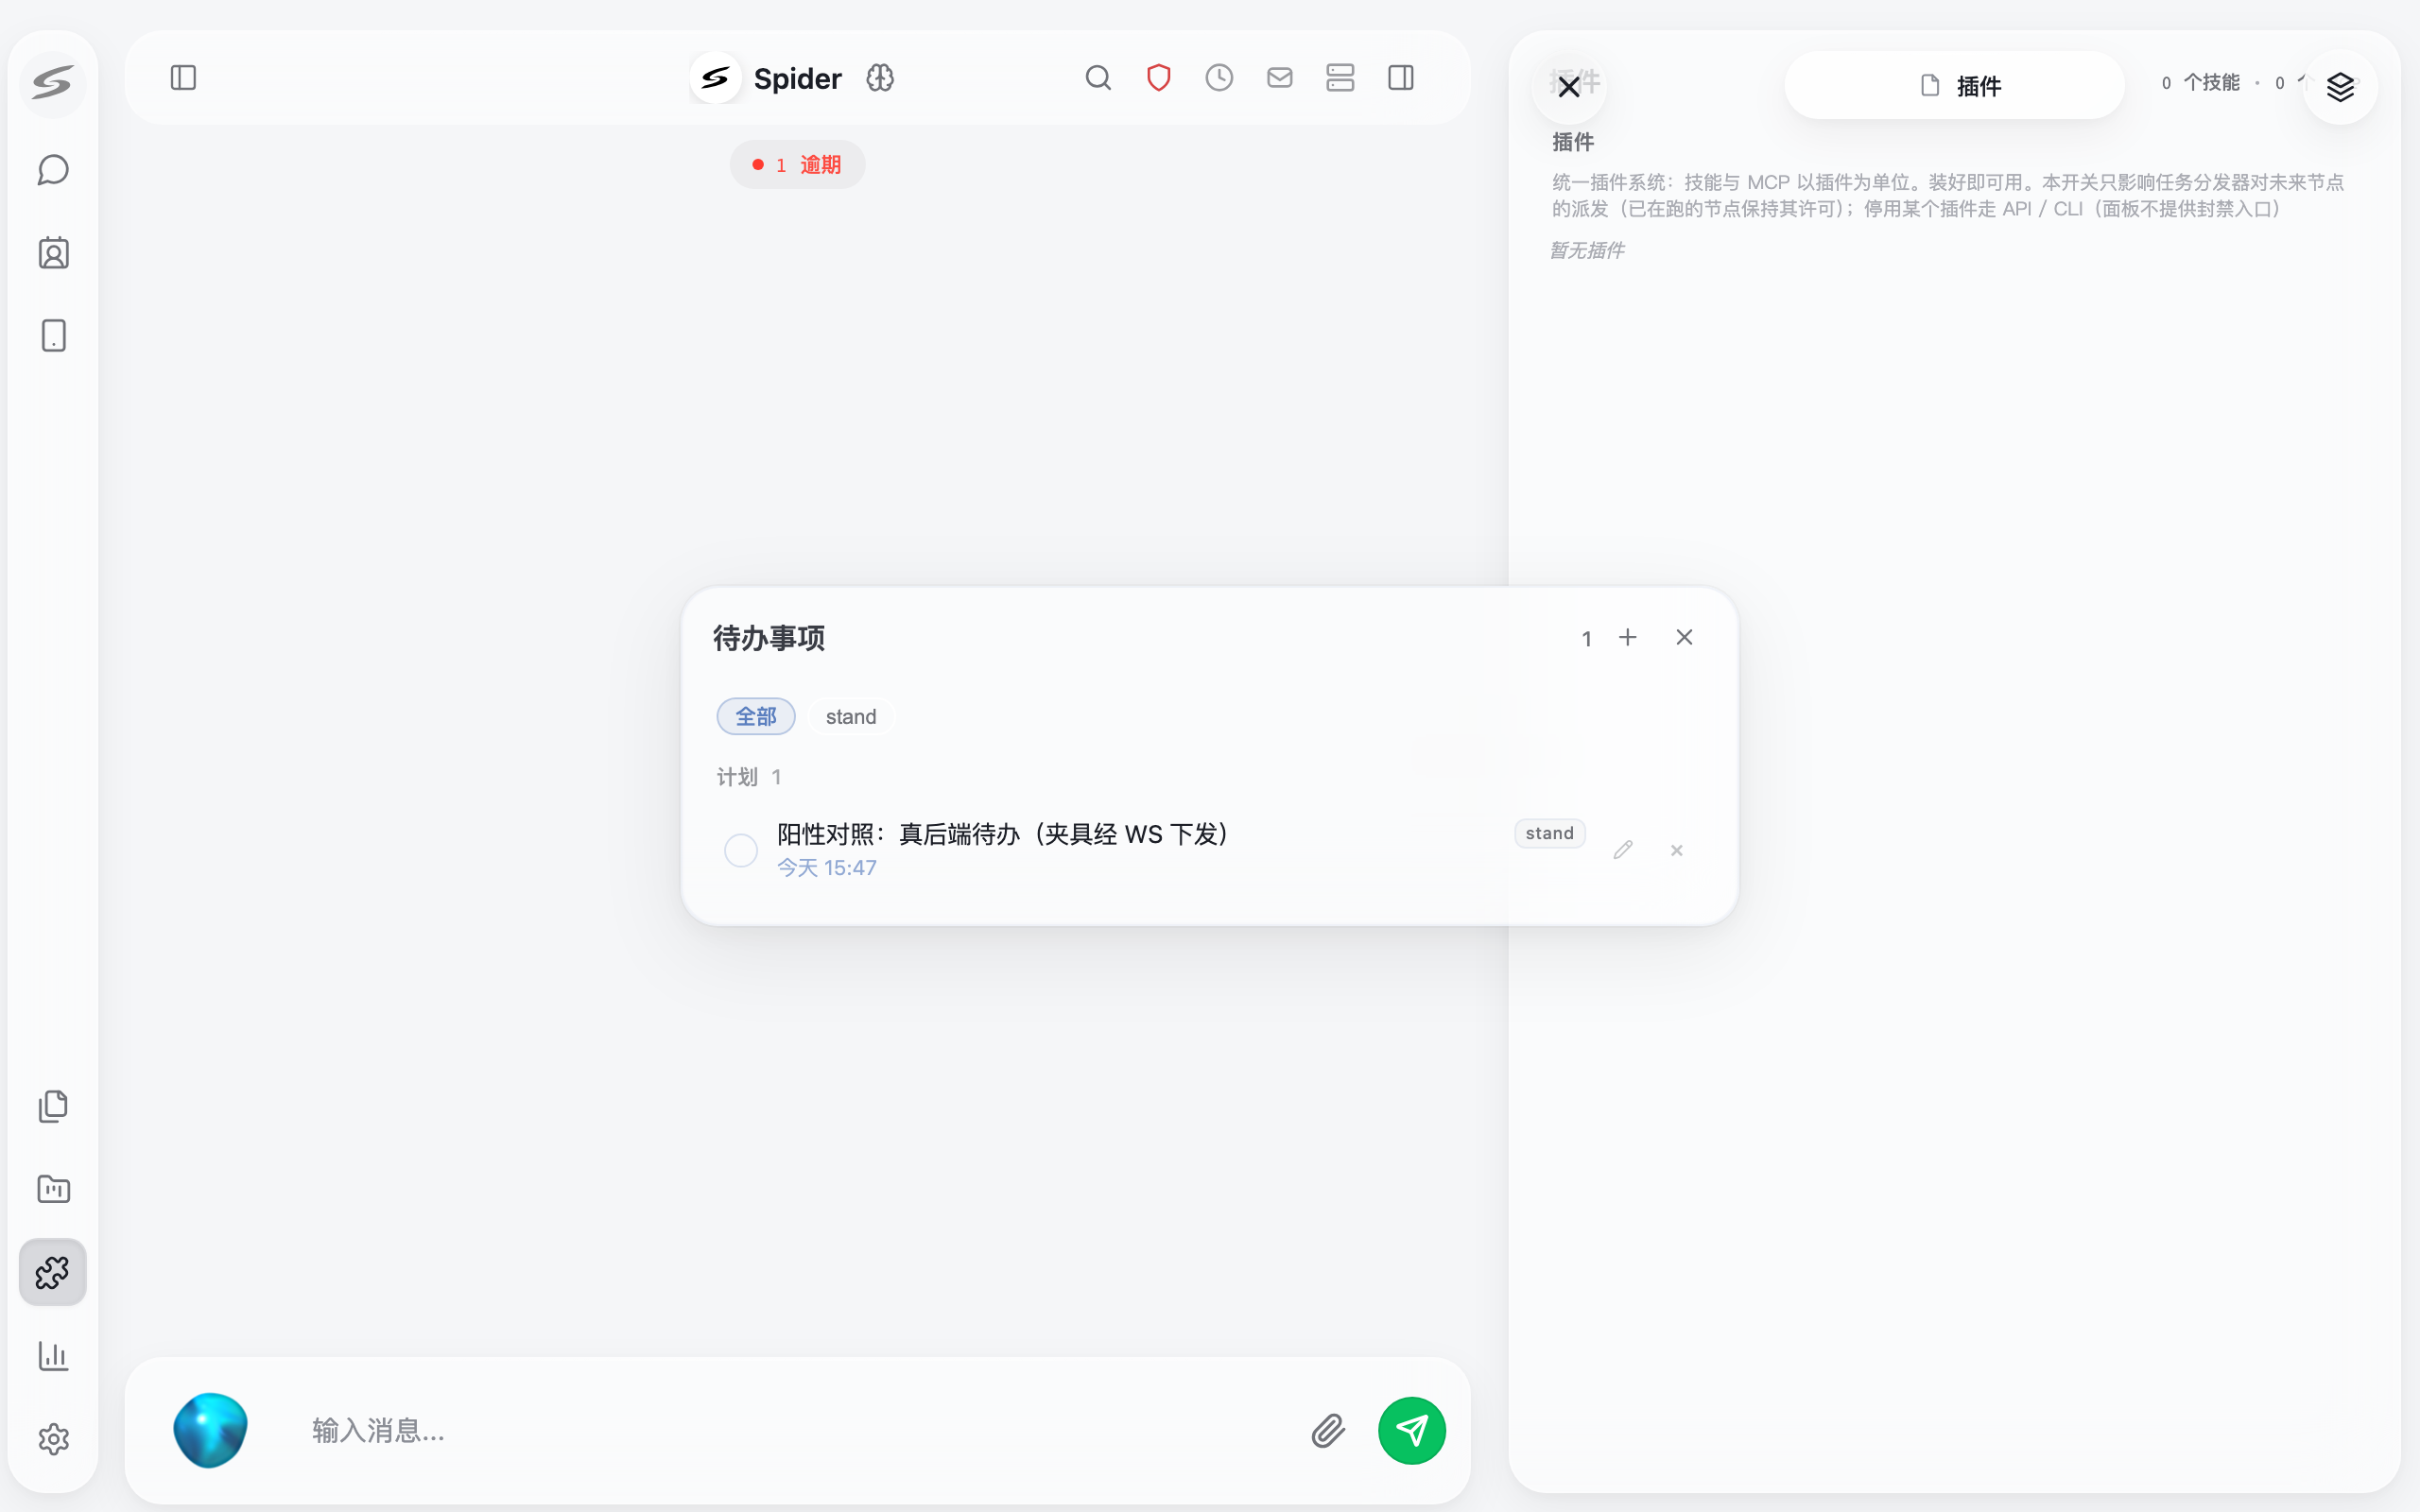 Spider
1 逾期
插件
插件
0 个技能 · 0
插件
统一插件系统：技能与 MCP 以插件为单位。装好即可用。本开关只影响任务分发器对未来节点
的派发（已在跑的节点保持其许可）；停用某个插件走 API / CLI（面板不提供封禁入口）
暂无插件
待办事项
1
全部
stand
计划 1
阳性对照：真后端待办（夹具经 WS 下发）
stand
今天 15:47
输入消息...